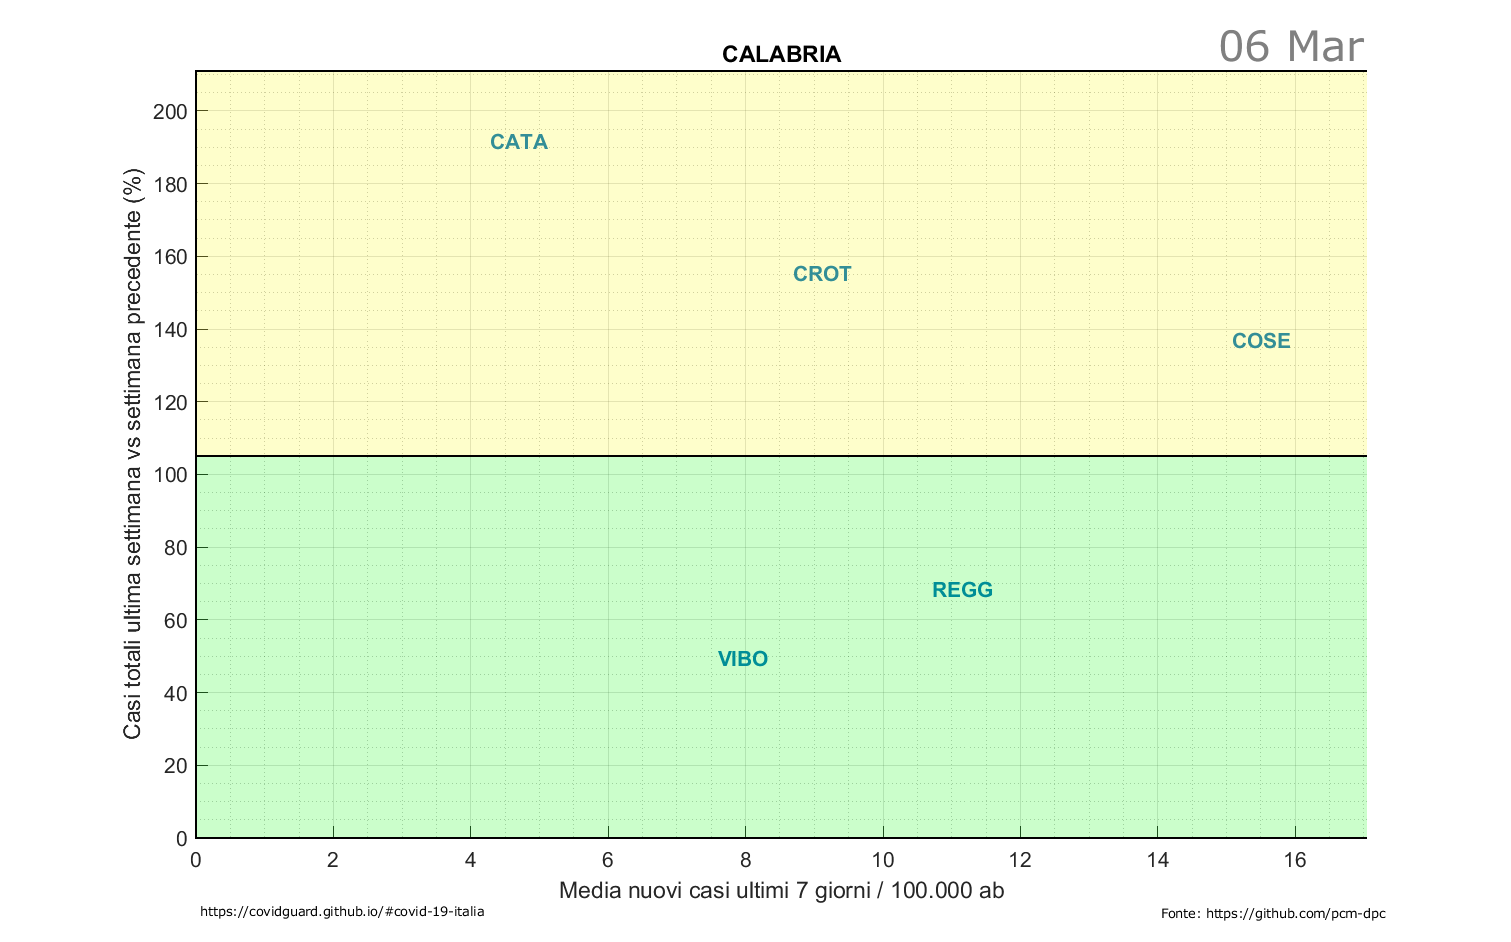 06 Mar
CALABRIA
Casi totali ultima settimana vs settimana precedente (%)
200
180
160
140
120
100
80
60
40
20
0
CATA
CROT
COSE
REGG
VIBO
0 2 4 6 8 10 12 14 16
Media nuovi casi ultimi 7 giorni / 100.000 ab
https://covidguard.github.io/#covid-19-italia
Fonte: https://github.com/pcm-dpc